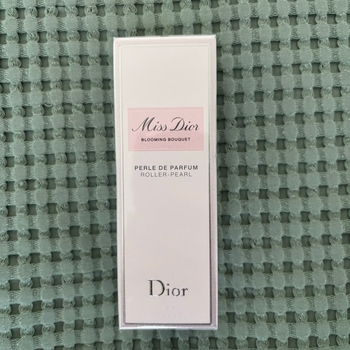 Miss Dior
BLOOMING BOUQUET
PERLE DE PARFUM
ROLLER-PEARL
Dior